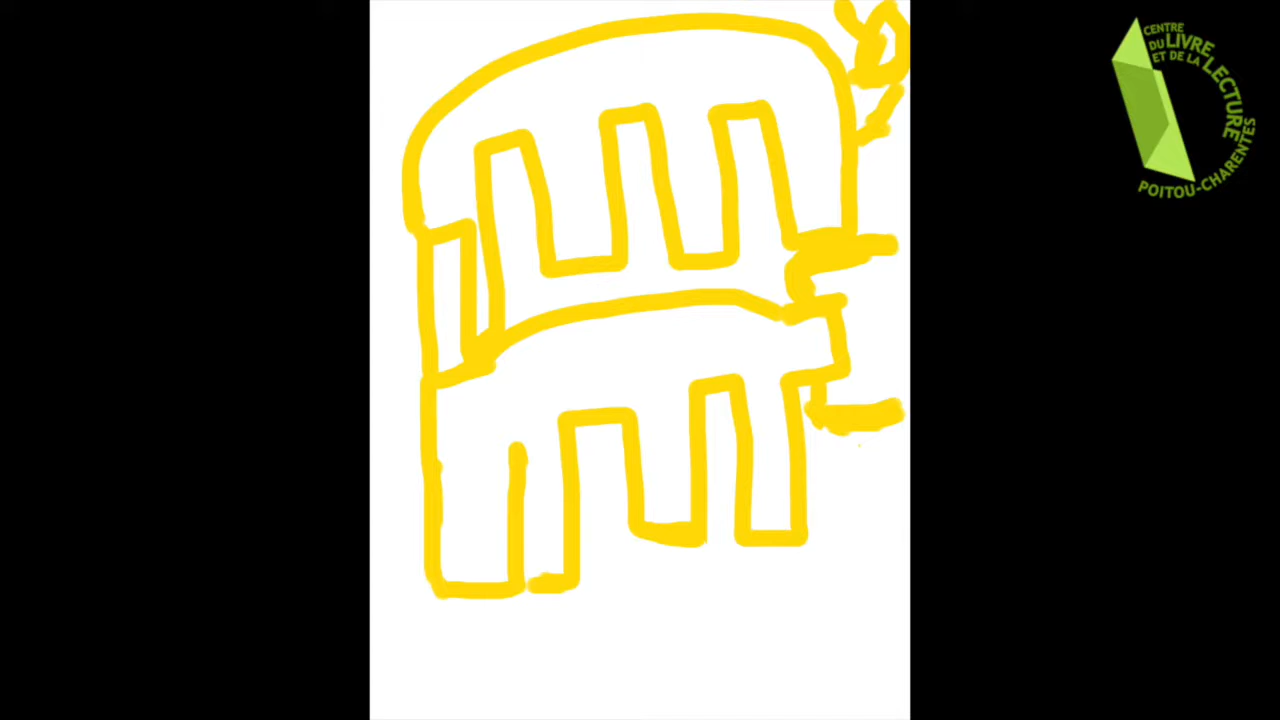 CENTRE
DU LIVRE
ET DE LA
LECTURE
POITOU-CHARENTES